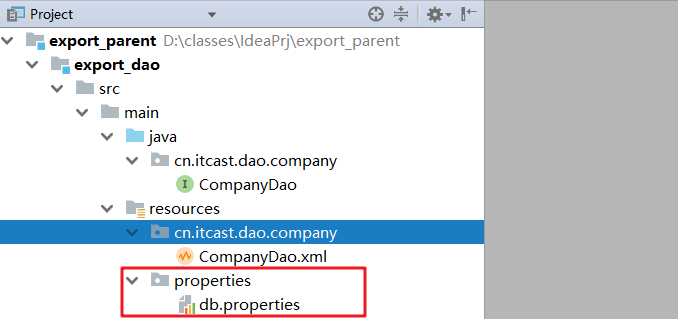 Project
export_parent D:\classes\IdeaPrj\export_parent
export_dao
src
main
java
cn.itcast.dao.company
CompanyDao
resources
cn.itcast.dao.company
CompanyDao.xml
properties
db.properties